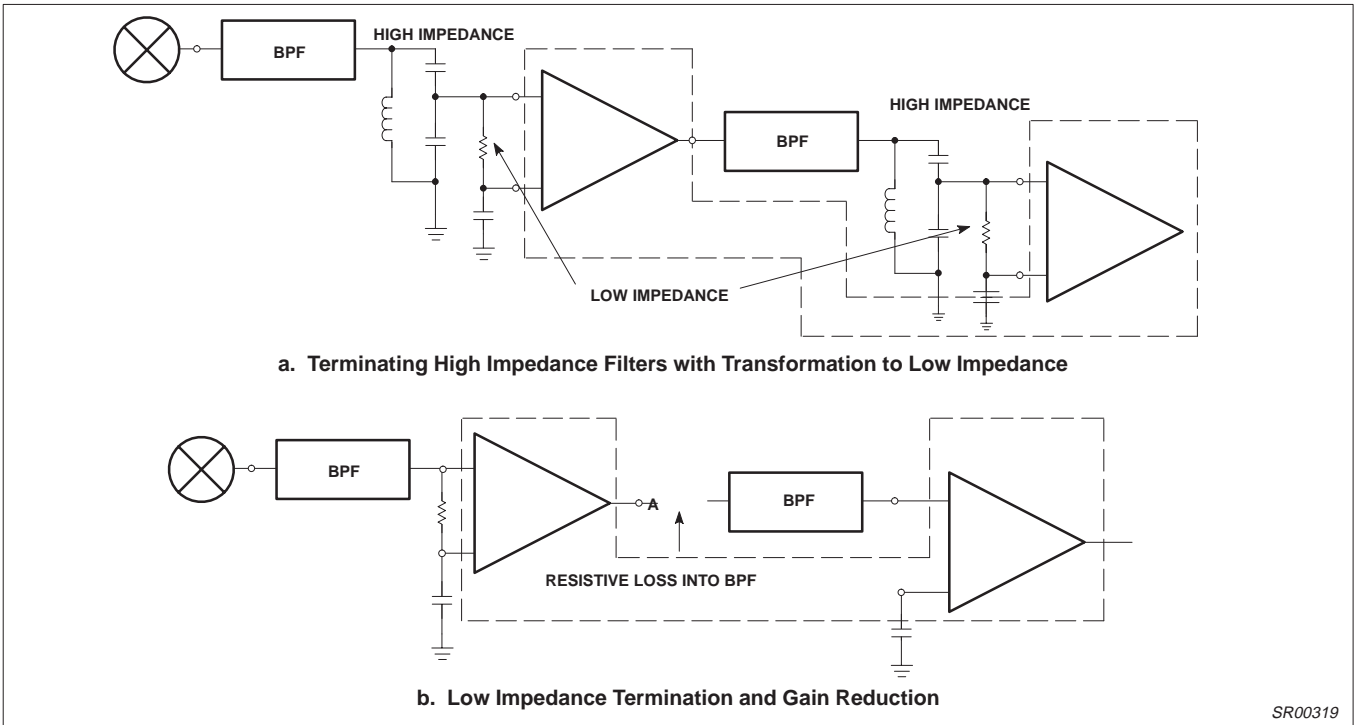 HIGH IMPEDANCE
BPF
HIGH IMPEDANCE
BPF
LOW IMPEDANCE
a. Terminating High Impedance Filters with Transformation to Low Impedance
BPF
A
BPF
RESISTIVE LOSS INTO BPF
b. Low Impedance Termination and Gain Reduction
SR00319